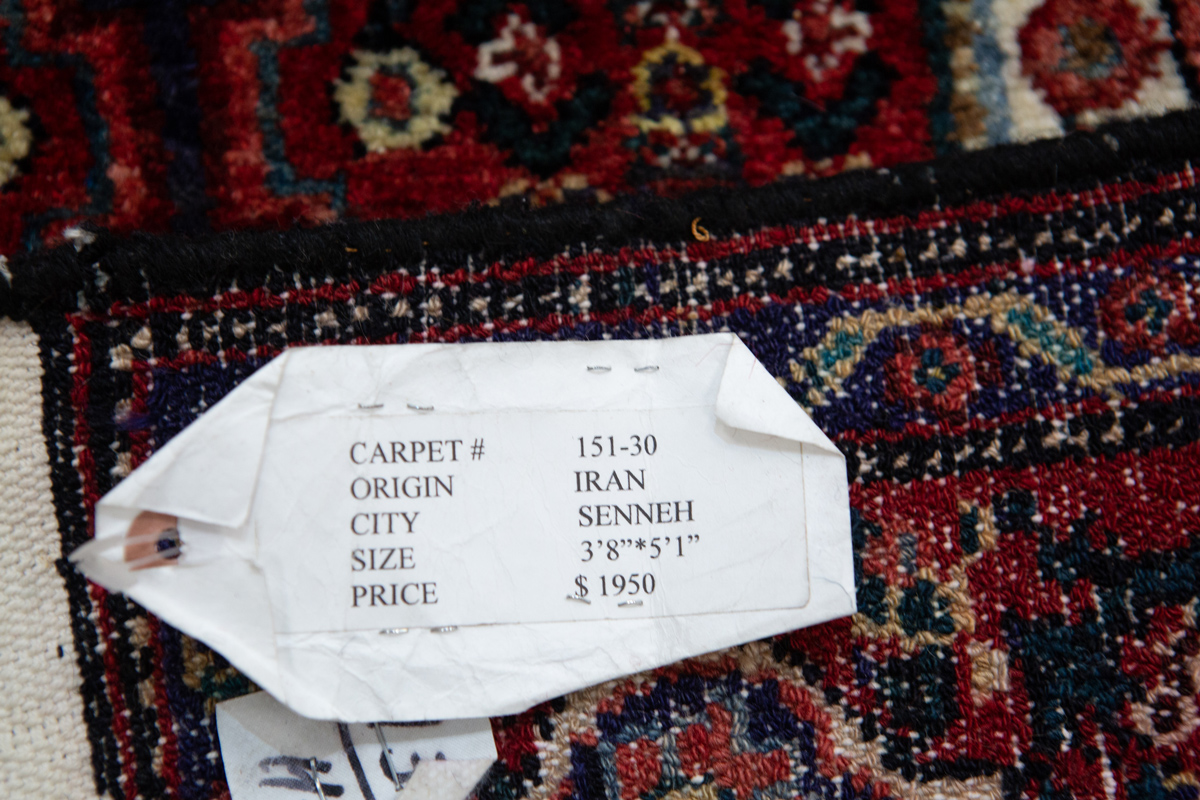 CARPET # 151-30
ORIGIN IRAN
CITY SENNEH
SIZE 3’8”*5’1”
PRICE $ 1950